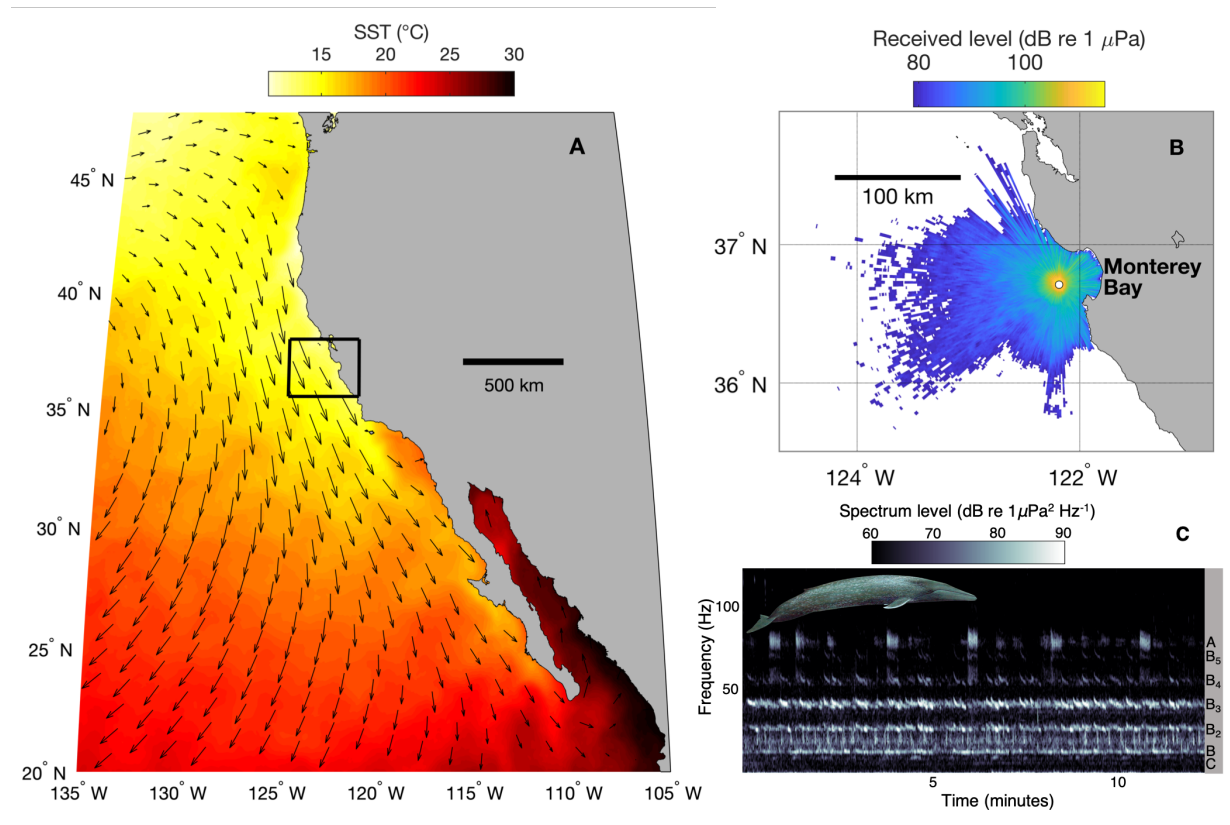 SST (°C)
15 20 25 30
A
45° N
40° N
35° N
30° N
25° N
20° N
500 km
135° W 130° W 125° W 120° W 115° W 110° W 105° W
Received level (dB re 1 μPa)
80 100
B
100 km
37° N
36° N
Monterey
Bay
124° W 122° W
Spectrum level (dB re 1μPa² Hz⁻¹)
60 70 80 90
C
Frequency (Hz)
100
50
A
B₅
B₄
B₃
B₂
B
C
5 10
Time (minutes)